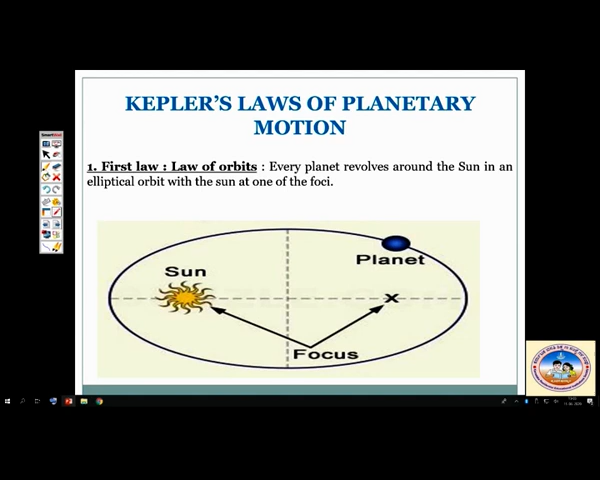 KEPLER'S LAWS OF PLANETARY
MOTION
1. First law : Law of orbits : Every planet revolves around the Sun in an
elliptical orbit with the sun at one of the foci.
Sun
Planet
x
Focus